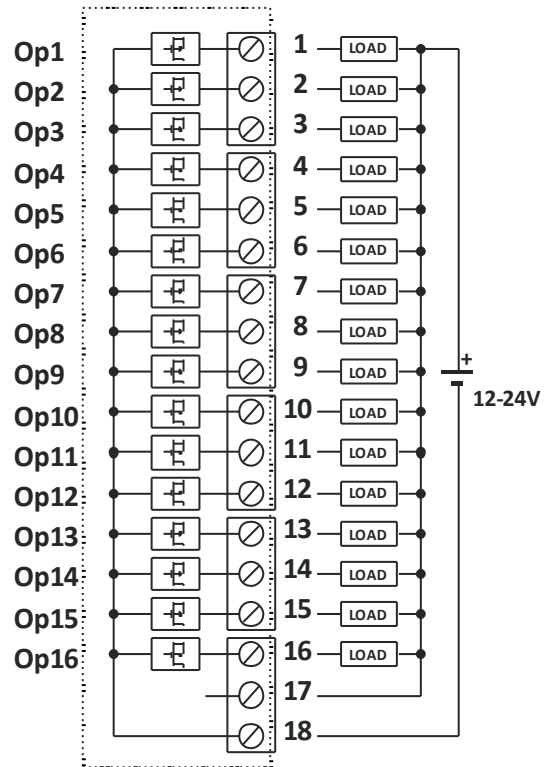 Op1 1 LOAD
Op2 2 LOAD
Op3 3 LOAD
Op4 4 LOAD
Op5 5 LOAD
Op6 6 LOAD
Op7 7 LOAD
Op8 8 LOAD
Op9 9 LOAD
+
12-24V
Op10 10 LOAD
Op11 11 LOAD
Op12 12 LOAD
Op13 13 LOAD
Op14 14 LOAD
Op15 15 LOAD
Op16 16 LOAD
17
18